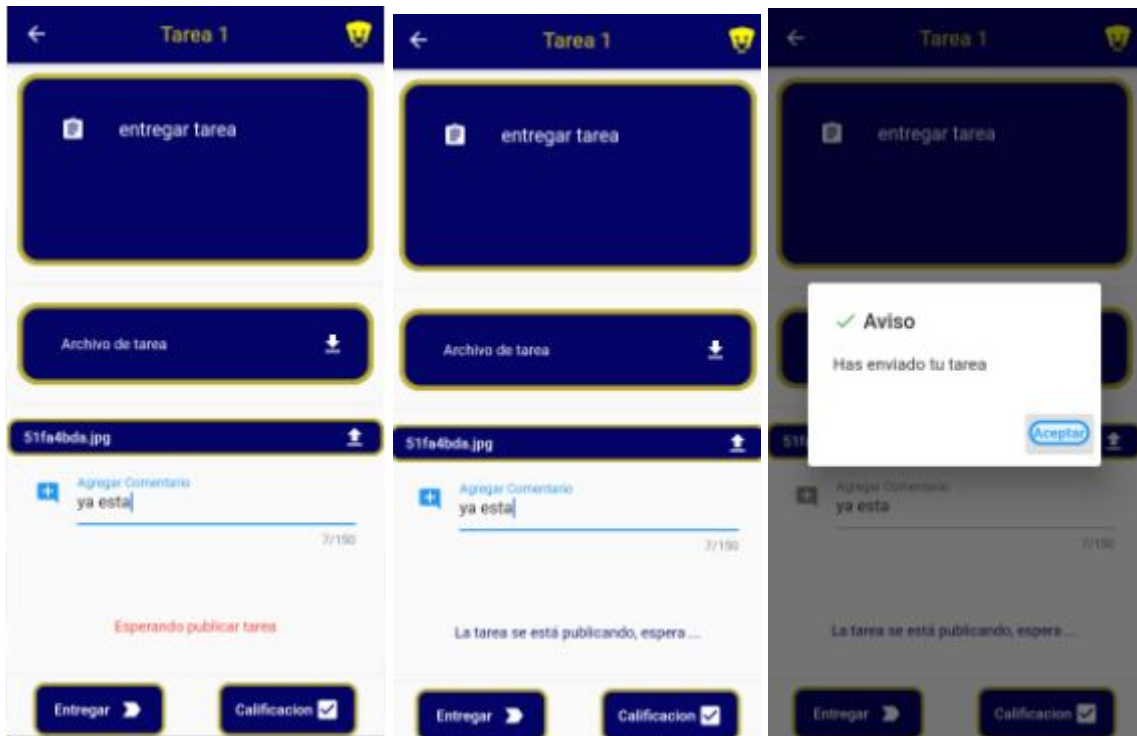 Tarea 1
entregar tarea
Archivo de tarea
51fa4bda.jpg
Agregar Comentario
ya esta
7/150
Esperando publicar tarea
Entregar
Calificacion
Tarea 1
entregar tarea
Archivo de tarea
51fa4bda.jpg
Agregar Comentario
ya esta
7/150
La tarea se está publicando, espera ...
Entregar
Calificacion
Tarea 1
entregar tarea
Aviso
Has enviado tu tarea
Aceptar
51f
Agregar Comentario
ya esta
7/150
La tarea se está publicando, espera ...
Entregar
Calificacion